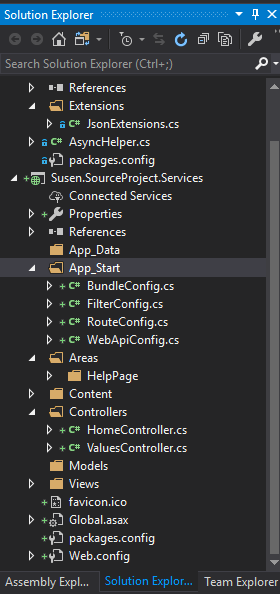 Solution Explorer
Search Solution Explorer (Ctrl+;)
References
Extensions
JsonExtensions.cs
AsyncHelper.cs
packages.config
Susen.SourceProject.Services
Connected Services
Properties
References
App_Data
App_Start
BundleConfig.cs
FilterConfig.cs
RouteConfig.cs
WebApiConfig.cs
Areas
HelpPage
Content
Controllers
HomeController.cs
ValuesController.cs
Models
Views
favicon.ico
Global.asax
packages.config
Web.config
Assembly Expl... Solution Explor... Team Explorer